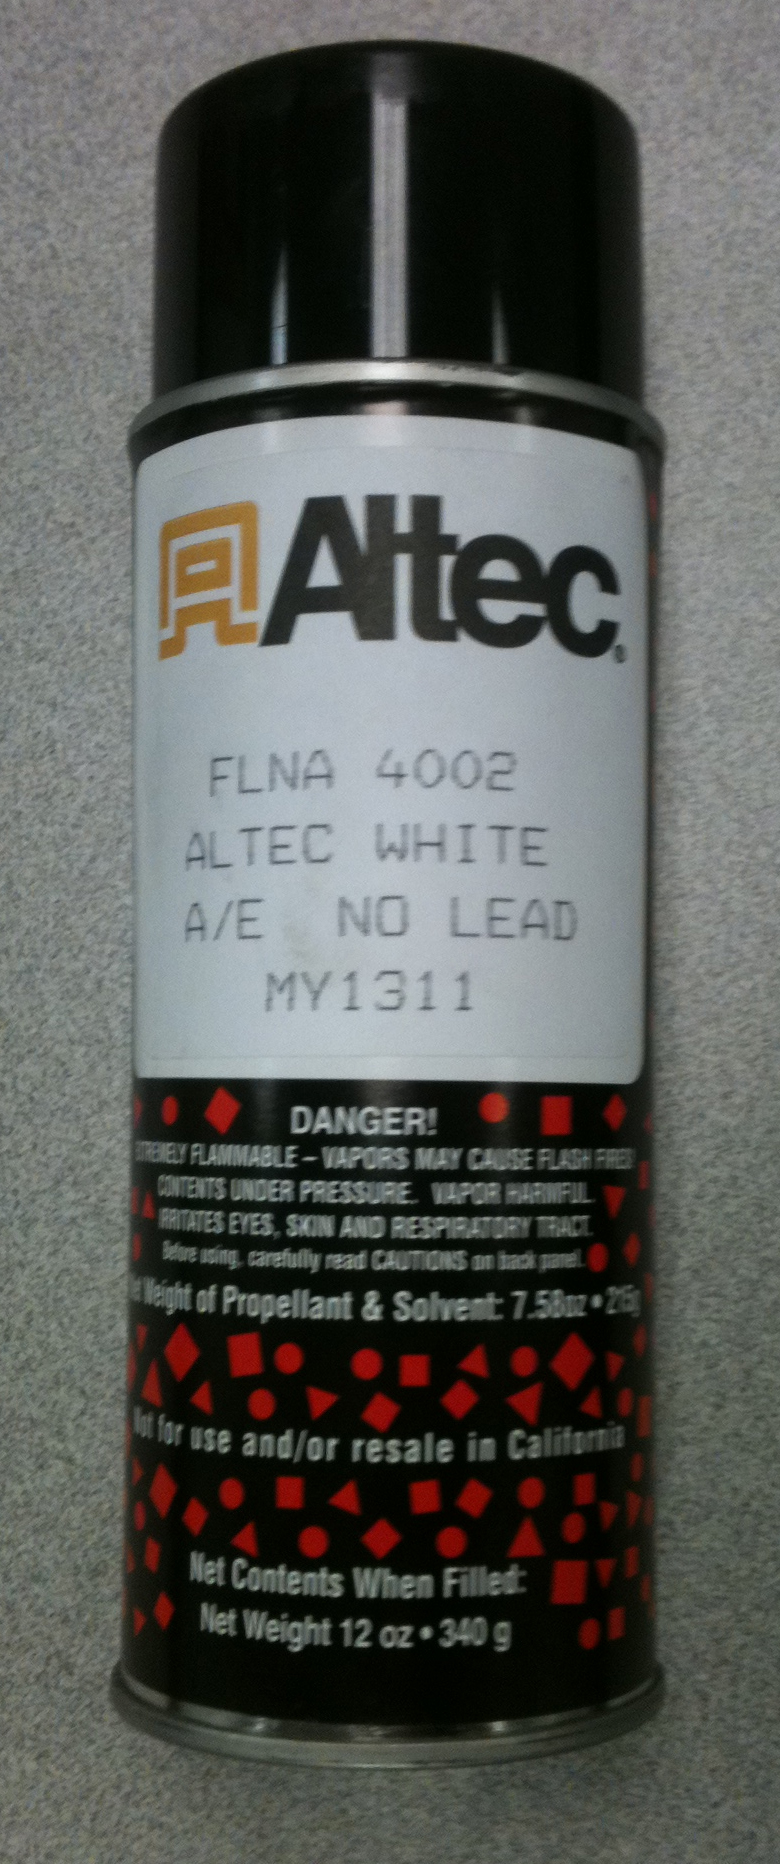 Altec®
FLNA 4002
ALTEC WHITE
A/E NO LEAD
MY1311
DANGER!
EXTREMELY FLAMMABLE – VAPORS MAY CAUSE FLASH FIRES
CONTENTS UNDER PRESSURE. VAPOR HARMFUL.
IRRITATES EYES, SKIN AND RESPIRATORY TRACT.
Before using, carefully read CAUTIONS on back panel.
Weight of Propellant & Solvent: 7.58oz • 215g
Not for use and/or resale in California
Net Contents When Filled:
Net Weight 12 oz • 340 g